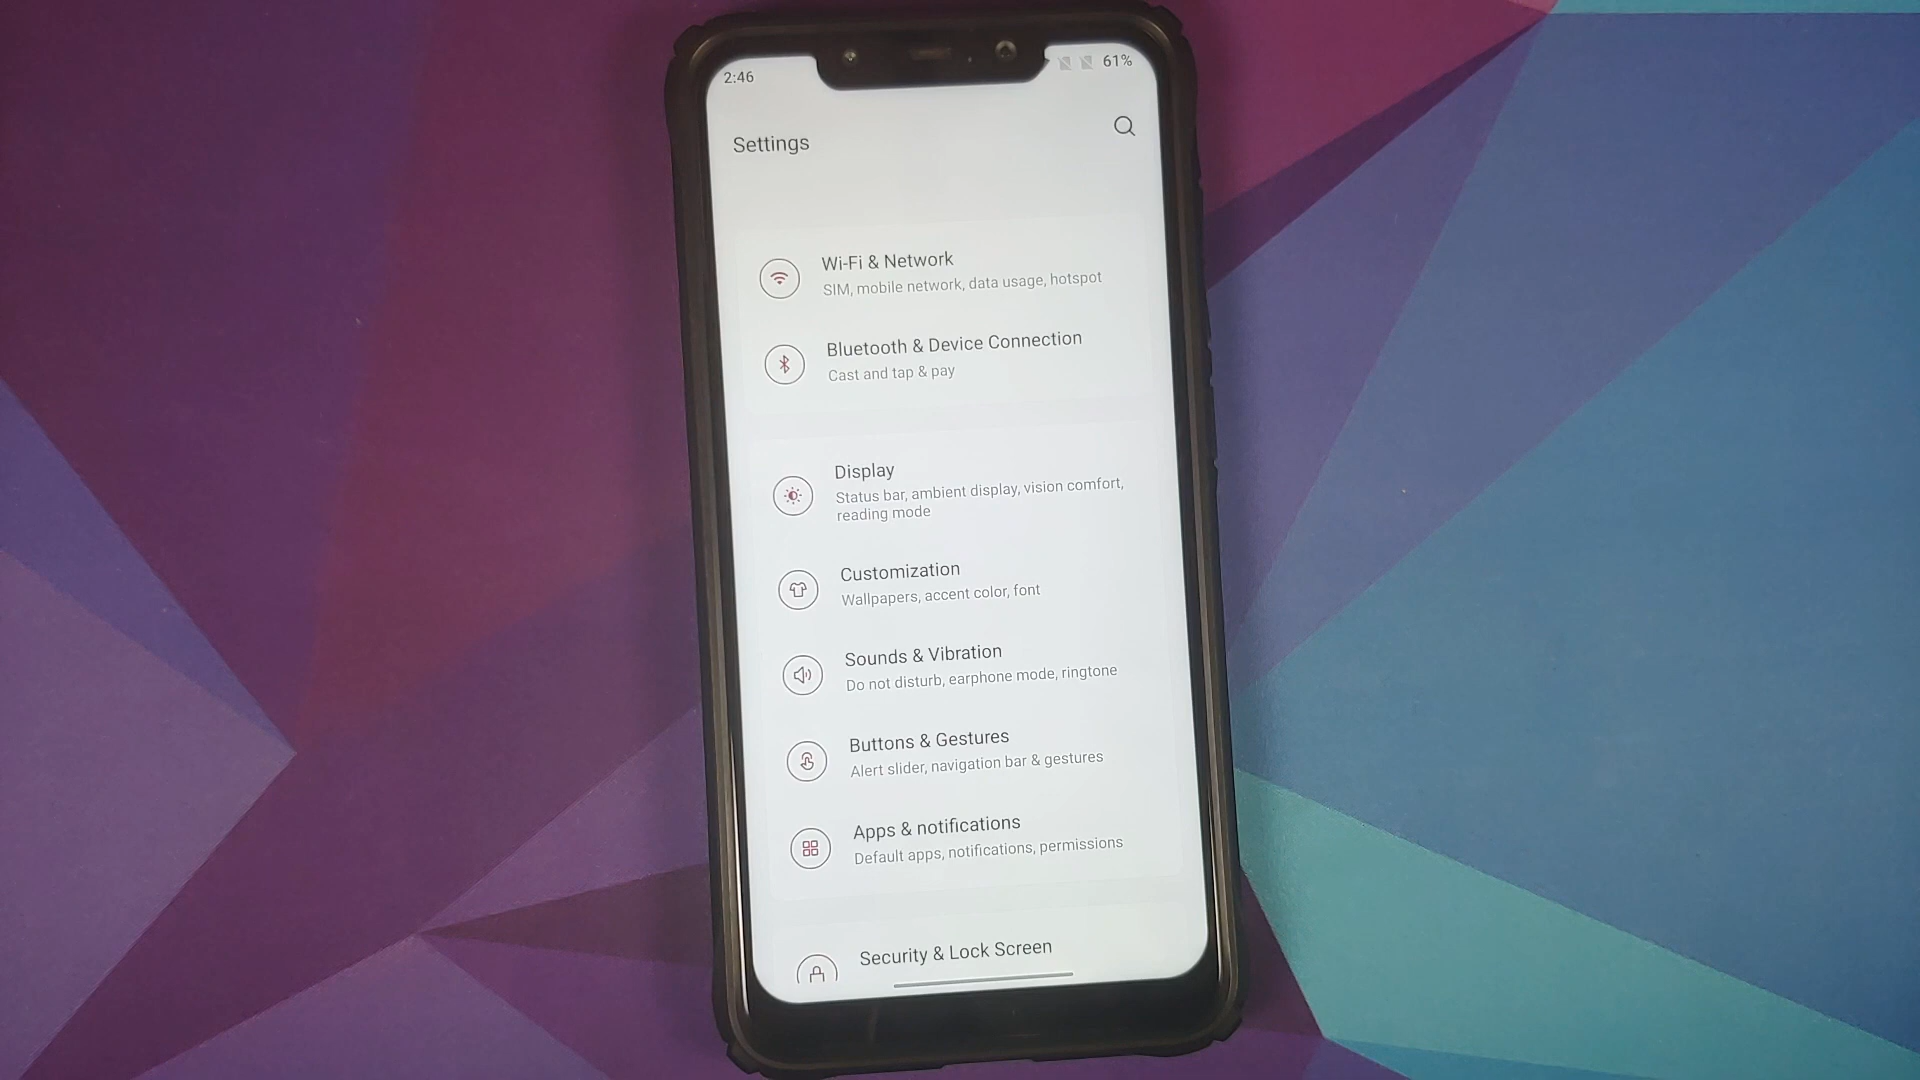 2:46
61%
Settings
Wi-Fi & Network
SIM, mobile network, data usage, hotspot
Bluetooth & Device Connection
Cast and tap & pay
Display
Status bar, ambient display, vision comfort,
reading mode
Customization
Wallpapers, accent color, font
Sounds & Vibration
Do not disturb, earphone mode, ringtone
Buttons & Gestures
Alert slider, navigation bar & gestures
Apps & notifications
Default apps, notifications, permissions
Security & Lock Screen